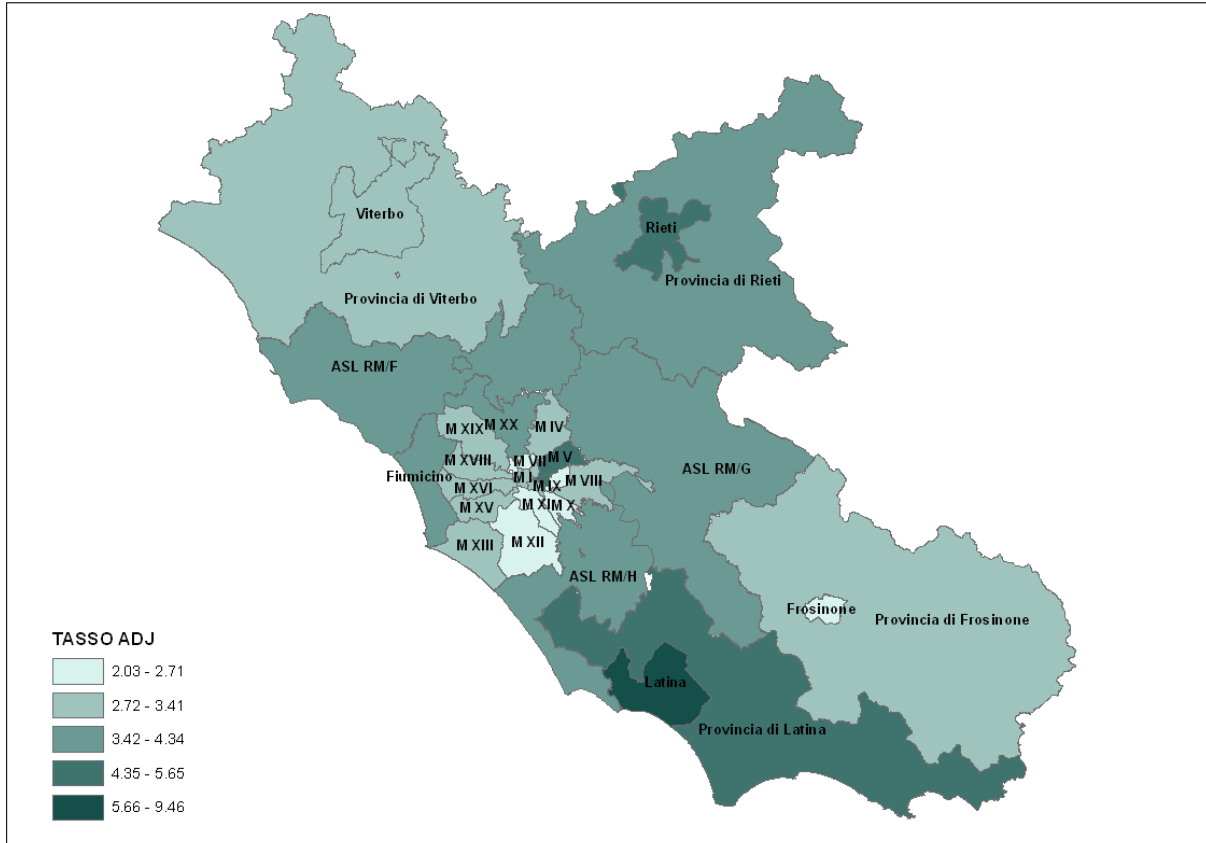 Viterbo
Rieti
Provincia di Rieti
Provincia di Viterbo
ASL RM/F
M XIX
M XX
M IV
M XVIII
M VII
M V
ASL RM/G
Fiumicino
M I
M IX
M VIII
M XVI
M XV
M XI
M X
M XIII
M XII
ASL RM/H
Frosinone
Provincia di Frosinone
Latina
Provincia di Latina
TASSO ADJ
2.03 - 2.71
2.72 - 3.41
3.42 - 4.34
4.35 - 5.65
5.66 - 9.46